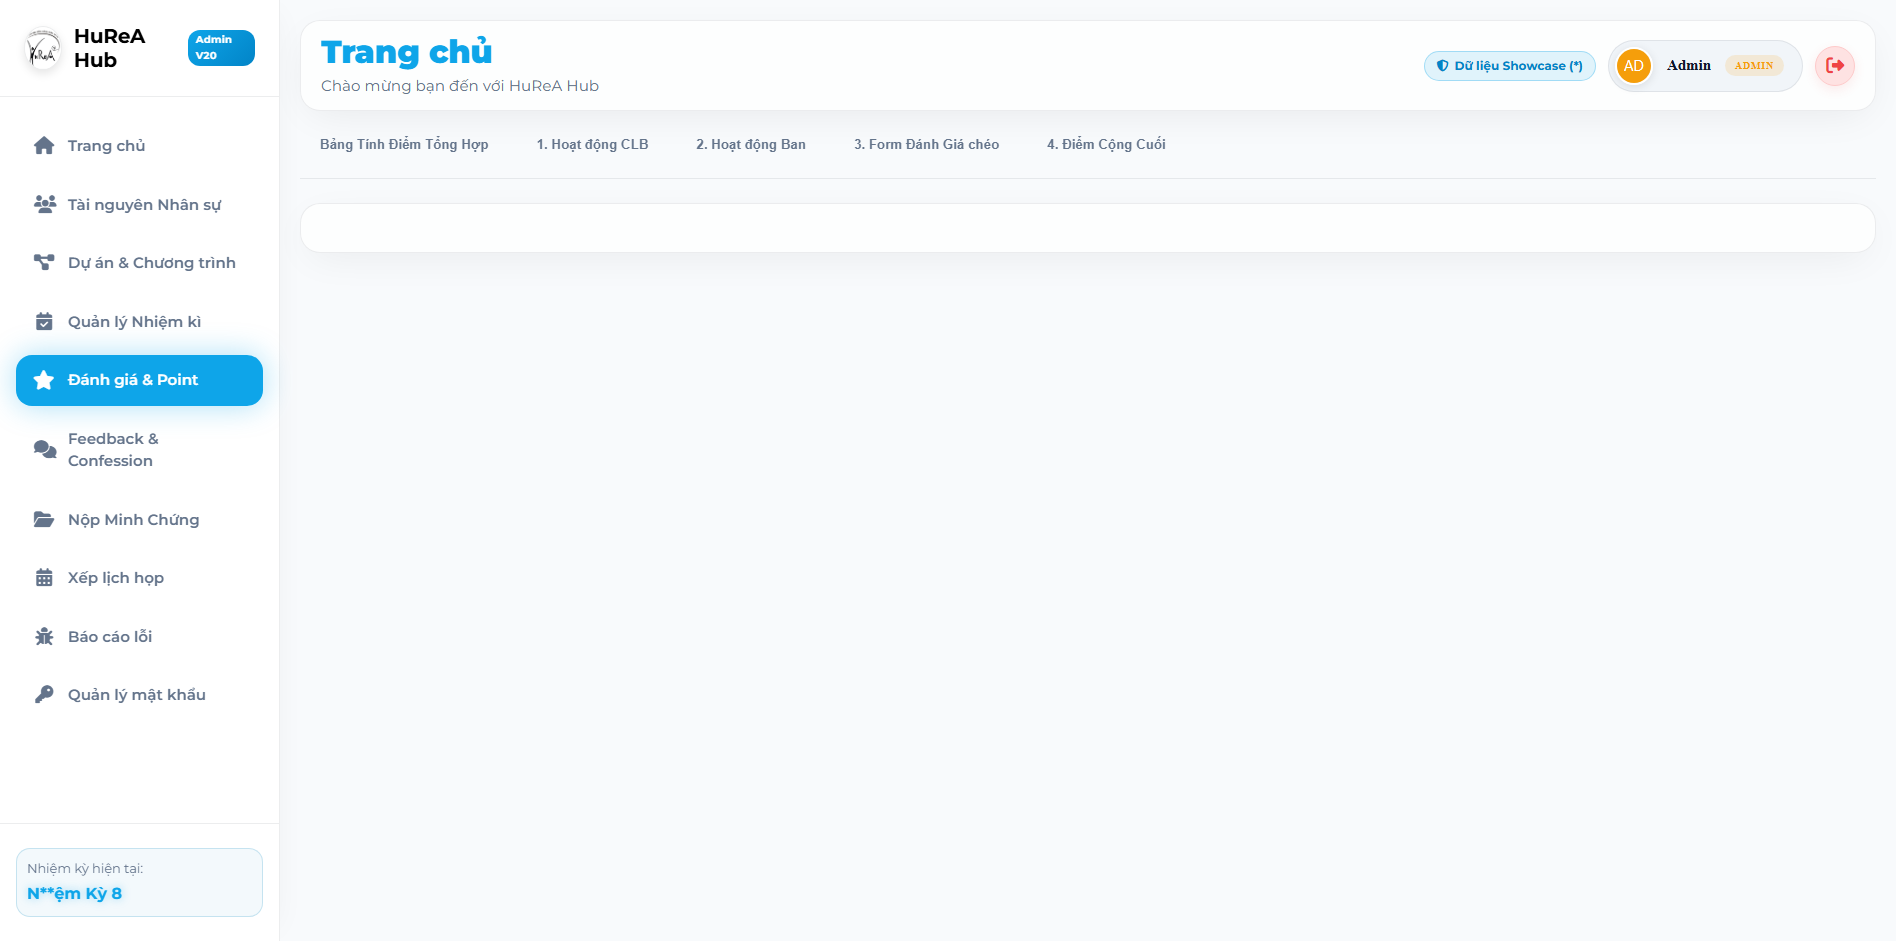 HuReA
Hub
Admin
V20
Trang chủ
Tài nguyên Nhân sự
Dự án & Chương trình
Quản lý Nhiệm kì
Đánh giá & Point
Feedback &
Confession
Nộp Minh Chứng
Xếp lịch họp
Báo cáo lỗi
Quản lý mật khẩu
Nhiệm kỳ hiện tại:
N**ệm Kỳ 8
Trang chủ
Chào mừng bạn đến với HuReA Hub
Dữ liệu Showcase (*)
AD
Admin
ADMIN
Bảng Tính Điểm Tổng Hợp
1. Hoạt động CLB
2. Hoạt động Ban
3. Form Đánh Giá chéo
4. Điểm Cộng Cuối